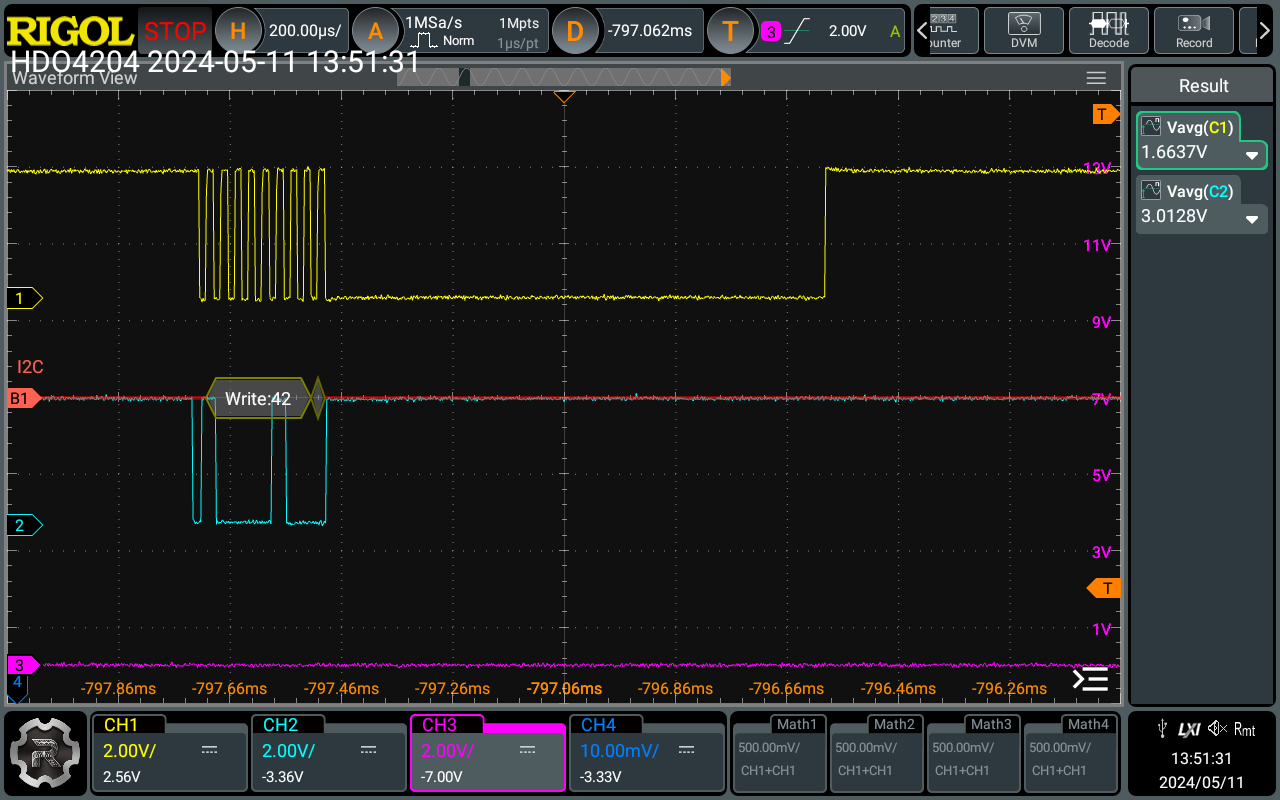 RIGOL STOP H 200.00μs/ A 1MSa/s 1Mpts D -797.062ms T 3 2.00V A
Norm 1μs/pt
ounter DVM Decode Record
HDO4204 2024-05-11 13:51:31
Waveform View
Result
T
Vavg(C1)
1.6637V
Vavg(C2)
3.0128V
11V
1
9V
I2C
B1 Write:42 7V
5V
2
3V
T
1V
3
4
-797.86ms -797.66ms -797.46ms -797.26ms -797.06ms -796.86ms -796.66ms -796.46ms -796.26ms
CH1 CH2 CH3 CH4 Math1 Math2 Math3 Math4
2.00V/ 2.00V/ 2.00V/ 10.00mV/ 500.00mV/ 500.00mV/ 500.00mV/ 500.00mV/
2.56V -3.36V -7.00V -3.33V CH1+CH1 CH1+CH1 CH1+CH1 CH1+CH1
LXI Rmt
13:51:31
2024/05/11